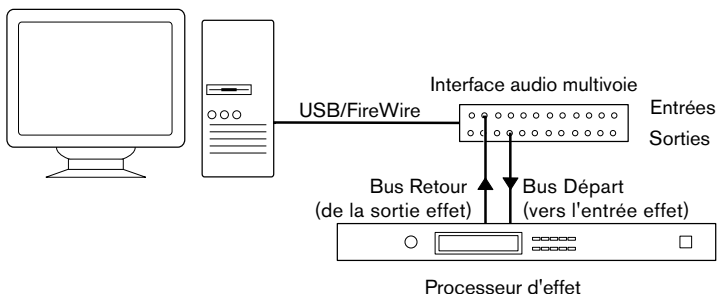 Interface audio multivoie
USB/FireWire
Entrées
Sorties
Bus Retour
(de la sortie effet)
Bus Départ
(vers l'entrée effet)
Processeur d'effet